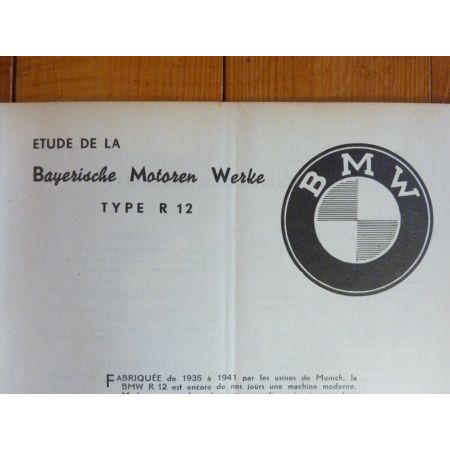 ETUDE DE LA
Bayerische Motoren Werke
TYPE R 12
BMW
FABRIQUÉE de 1935 à 1941 par les usines de Munich, la
BMW R 12 est encore de nos jours une machine moderne.